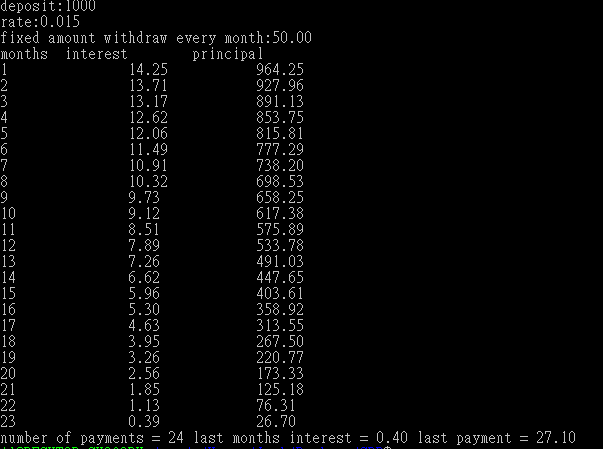 deposit:1000
rate:0.015
fixed amount withdraw every month:50.00
months interest principal
1 14.25 964.25
2 13.71 927.96
3 13.17 891.13
4 12.62 853.75
5 12.06 815.81
6 11.49 777.29
7 10.91 738.20
8 10.32 698.53
9 9.73 658.25
10 9.12 617.38
11 8.51 575.89
12 7.89 533.78
13 7.26 491.03
14 6.62 447.65
15 5.96 403.61
16 5.30 358.92
17 4.63 313.55
18 3.95 267.50
19 3.26 220.77
20 2.56 173.33
21 1.85 125.18
22 1.13 76.31
23 0.39 26.70
number of payments = 24 last months interest = 0.40 last payment = 27.10